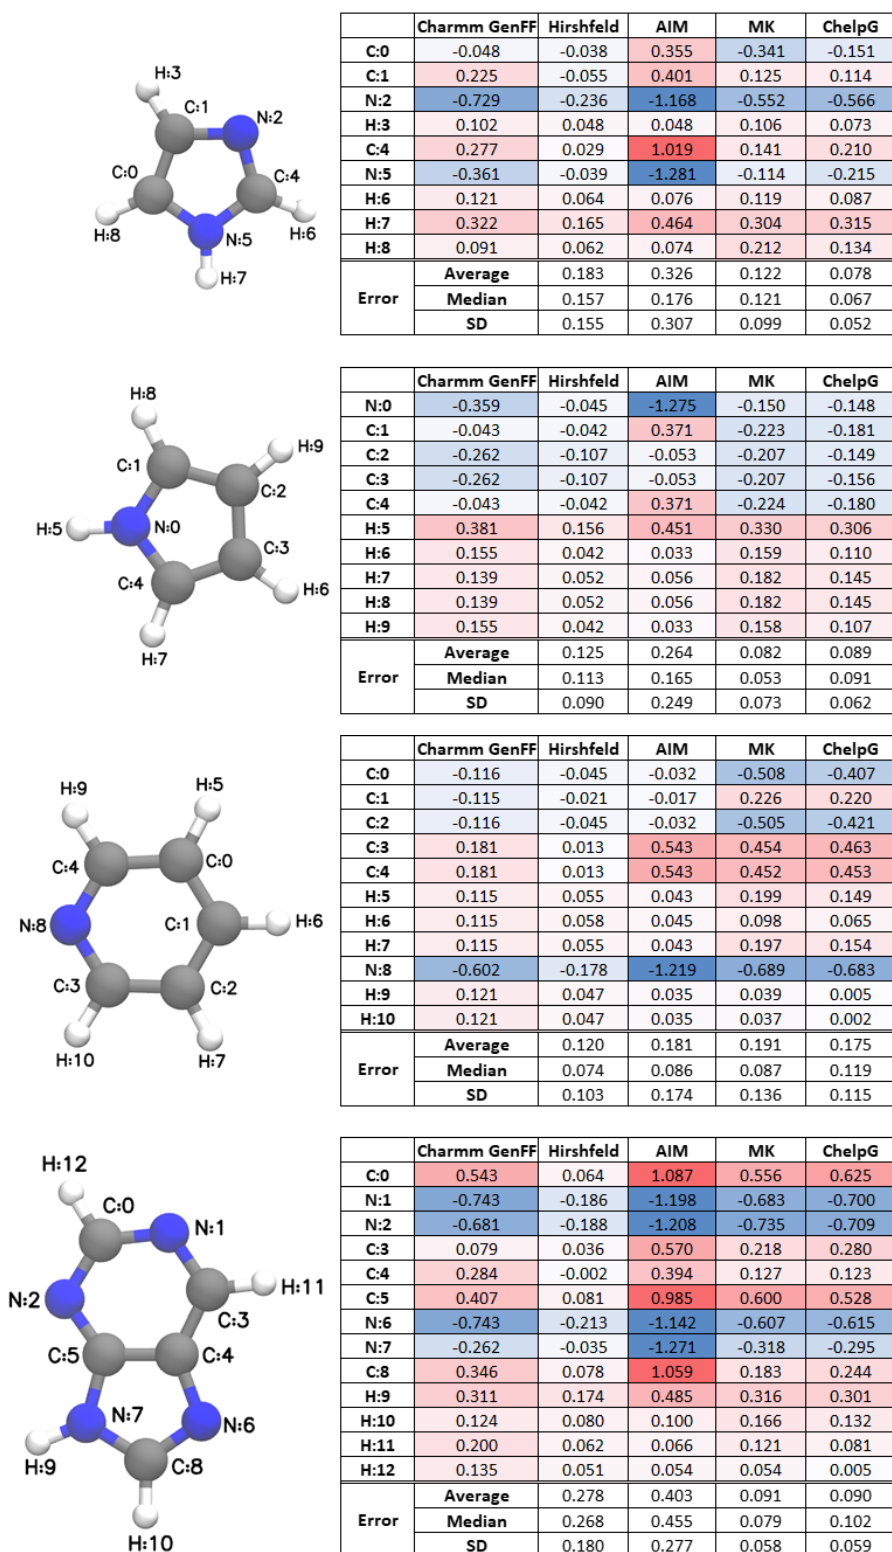 Charmm GenFF Hirshfeld AIM MK ChelpG
C:0 -0.048 -0.038 0.355 -0.341 -0.151
C:1 0.225 -0.055 0.401 0.125 0.114
N:2 -0.729 -0.236 -1.168 -0.552 -0.566
H:3 0.102 0.048 0.048 0.106 0.073
C:4 0.277 0.029 1.019 0.141 0.210
N:5 -0.361 -0.039 -1.281 -0.114 -0.215
H:6 0.121 0.064 0.076 0.119 0.087
H:7 0.322 0.165 0.464 0.304 0.315
H:8 0.091 0.062 0.074 0.212 0.134
Error
Average 0.183 0.326 0.122 0.078
Median 0.157 0.176 0.121 0.067
SD 0.155 0.307 0.099 0.052
H:3
C:1
N:2
C:0
C:4
H:8
N:5
H:6
H:7
Charmm GenFF Hirshfeld AIM MK ChelpG
N:0 -0.359 -0.045 -1.275 -0.150 -0.148
C:1 -0.043 -0.042 0.371 -0.223 -0.181
C:2 -0.262 -0.107 -0.053 -0.207 -0.149
C:3 -0.262 -0.107 -0.053 -0.207 -0.156
C:4 -0.043 -0.042 0.371 -0.224 -0.180
H:5 0.381 0.156 0.451 0.330 0.306
H:6 0.155 0.042 0.033 0.159 0.110
H:7 0.139 0.052 0.056 0.182 0.145
H:8 0.139 0.052 0.056 0.182 0.145
H:9 0.155 0.042 0.033 0.158 0.107
Error
Average 0.125 0.264 0.082 0.089
Median 0.113 0.165 0.053 0.091
SD 0.090 0.249 0.073 0.062
H:8
H:9
C:1
C:2
H:5
N:0
C:3
C:4
H:6
H:7
Charmm GenFF Hirshfeld AIM MK ChelpG
C:0 -0.116 -0.045 -0.032 -0.508 -0.407
C:1 -0.115 -0.021 -0.017 0.226 0.220
C:2 -0.116 -0.045 -0.032 -0.505 -0.421
C:3 0.181 0.013 0.543 0.454 0.463
C:4 0.181 0.013 0.543 0.452 0.453
H:5 0.115 0.055 0.043 0.199 0.149
H:6 0.115 0.058 0.045 0.098 0.065
H:7 0.115 0.055 0.043 0.197 0.154
N:8 -0.602 -0.178 -1.219 -0.689 -0.683
H:9 0.121 0.047 0.035 0.039 0.005
H:10 0.121 0.047 0.035 0.037 0.002
Error
Average 0.120 0.181 0.191 0.175
Median 0.074 0.086 0.087 0.119
SD 0.103 0.174 0.136 0.115
H:9
H:5
C:4
C:0
N:8
C:1
H:6
C:3
C:2
H:10
H:7
Charmm GenFF Hirshfeld AIM MK ChelpG
C:0 0.543 0.064 1.087 0.556 0.625
N:1 -0.743 -0.186 -1.198 -0.683 -0.700
N:2 -0.681 -0.188 -1.208 -0.735 -0.709
C:3 0.079 0.036 0.570 0.218 0.280
C:4 0.284 -0.002 0.394 0.127 0.123
C:5 0.407 0.081 0.985 0.600 0.528
N:6 -0.743 -0.213 -1.142 -0.607 -0.615
N:7 -0.262 -0.035 -1.271 -0.318 -0.295
C:8 0.346 0.078 1.059 0.183 0.244
H:9 0.311 0.174 0.485 0.316 0.301
H:10 0.124 0.080 0.100 0.166 0.132
H:11 0.200 0.062 0.066 0.121 0.081
H:12 0.135 0.051 0.054 0.054 0.005
Error
Average 0.278 0.403 0.091 0.090
Median 0.268 0.455 0.079 0.102
SD 0.180 0.277 0.058 0.059
H:12
C:0
N:1
H:11
N:2
C:3
C:5
C:4
N:7
N:6
H:9
C:8
H:10